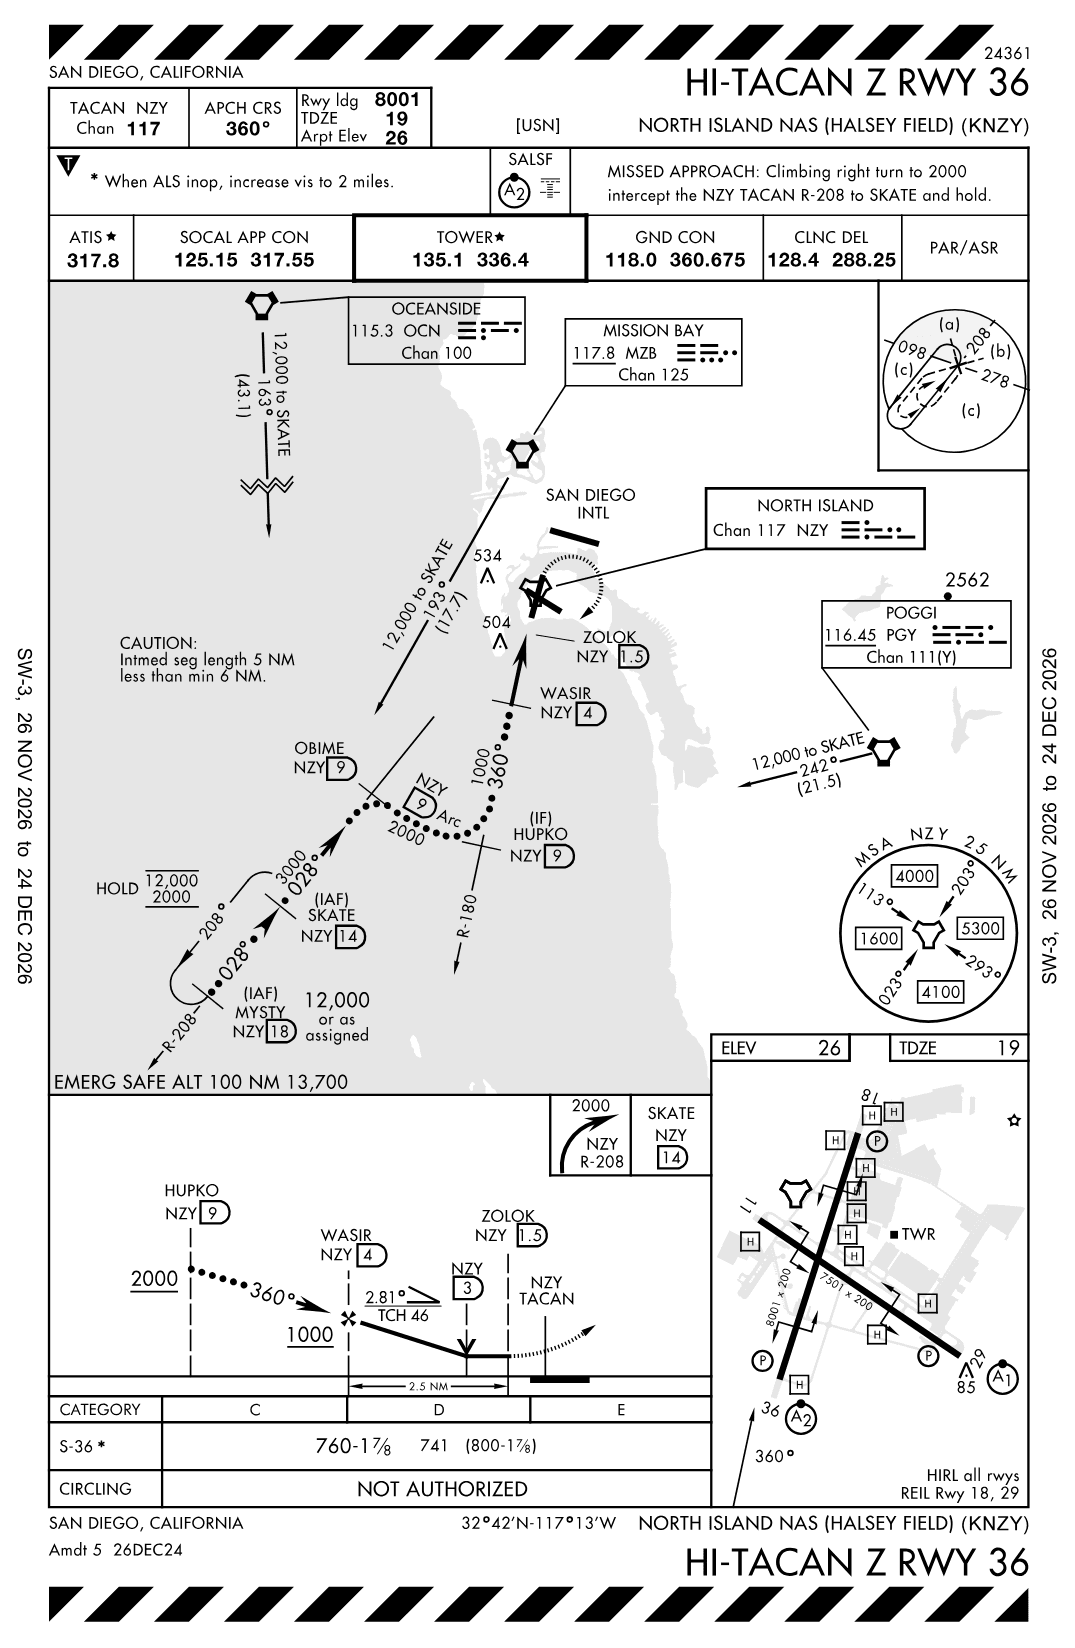 24361
SAN DIEGO, CALIFORNIA
HI-TACAN Z RWY 36
TACAN NZY
Chan 117
APCH CRS
360°
Rwy ldg 8001
TDZE 19
Arpt Elev 26
[USN]
NORTH ISLAND NAS (HALSEY FIELD) (KNZY)
T
* When ALS inop, increase vis to 2 miles.
SALSF
A2
MISSED APPROACH: Climbing right turn to 2000
intercept the NZY TACAN R-208 to SKATE and hold.
ATIS★
317.8
SOCAL APP CON
125.15 317.55
TOWER★
135.1 336.4
GND CON
118.0 360.675
CLNC DEL
128.4 288.25
PAR/ASR
OCEANSIDE
115.3 OCN
Chan 100
12,000 to SKATE
163°
(43.1)
MISSION BAY
117.8 MZB
Chan 125
(a)
208
098
(b)
(c)
278
(c)
SAN DIEGO
INTL
NORTH ISLAND
Chan 117 NZY
12,000 to SKATE
193°
(17.7)
534
504
2562
POGGI
116.45 PGY
Chan 111(Y)
CAUTION:
Intmed seg length 5 NM
less than min 6 NM.
ZOLOK
NZY 1.5
WASIR
NZY 4
12,000 to SKATE
242°
(21.5)
OBIME
NZY 9
NZY
9 Arc
2000
1000
360°
(IF)
HUPKO
NZY 9
HOLD 12,000
2000
3000
028°
208°
(IAF)
SKATE
NZY 14
R-180
028°
(IAF)
MYSTY
NZY 18
12,000
or as
assigned
R-208
MSA NZY 25 NM
4000
203°
113°
1600
5300
293°
023°
4100
EMERG SAFE ALT 100 NM 13,700
SW-3, 26 NOV 2026 to 24 DEC 2026
SW-3, 26 NOV 2026 to 24 DEC 2026
ELEV 26
TDZE 19
2000
NZY
R-208
SKATE
NZY
14
HUPKO
NZY 9
WASIR
NZY 4
ZOLOK
NZY 1.5
NZY
3
NZY
TACAN
2000
360°
1000
2.81°
TCH 46
2.5 NM
18
H
H
H
P
H
H
H
H
H
11
H
TWR
8001 x 200
7501 x 200
H
H
P
P
29
85
A1
H
36
A2
360°
HIRL all rwys
REIL Rwy 18, 29
CATEGORY C D E
S-36 * 760-1⅞ 741 (800-1⅞)
CIRCLING NOT AUTHORIZED
SAN DIEGO, CALIFORNIA
32°42'N-117°13'W
NORTH ISLAND NAS (HALSEY FIELD) (KNZY)
Amdt 5 26DEC24
HI-TACAN Z RWY 36